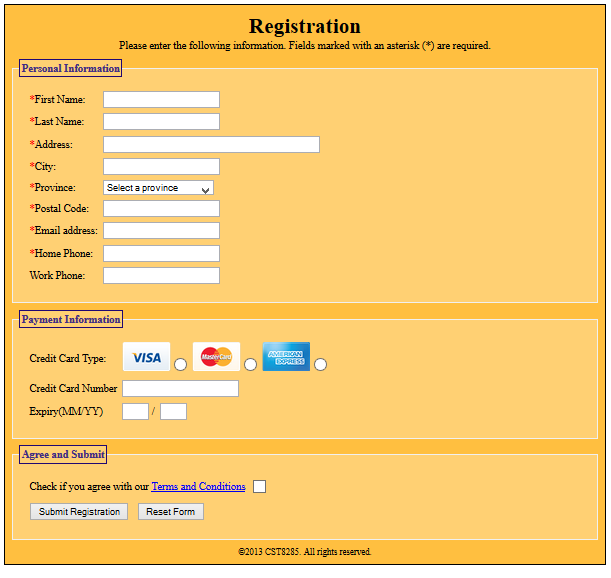 Registration
Please enter the following information. Fields marked with an asterisk (*) are required.
Personal Information
*First Name:
*Last Name:
*Address:
*City:
*Province: Select a province
*Postal Code:
*Email address:
*Home Phone:
Work Phone:
Payment Information
Credit Card Type: VISA MasterCard AMERICAN EXPRESS
Credit Card Number
Expiry(MM/YY) /
Agree and Submit
Check if you agree with our Terms and Conditions
Submit Registration Reset Form
©2013 CST8285. All rights reserved.